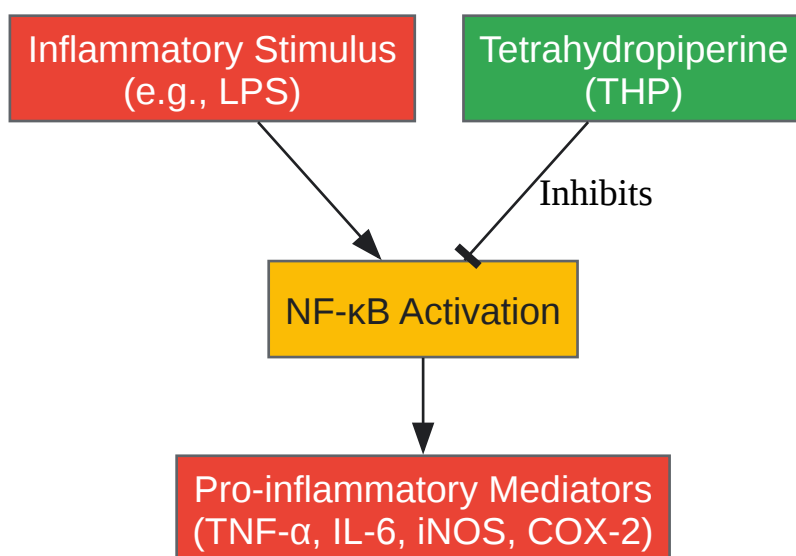 Inflammatory Stimulus
(e.g., LPS)
Tetrahydropiperine
(THP)
Inhibits
NF-κB Activation
Pro-inflammatory Mediators
(TNF-α, IL-6, iNOS, COX-2)